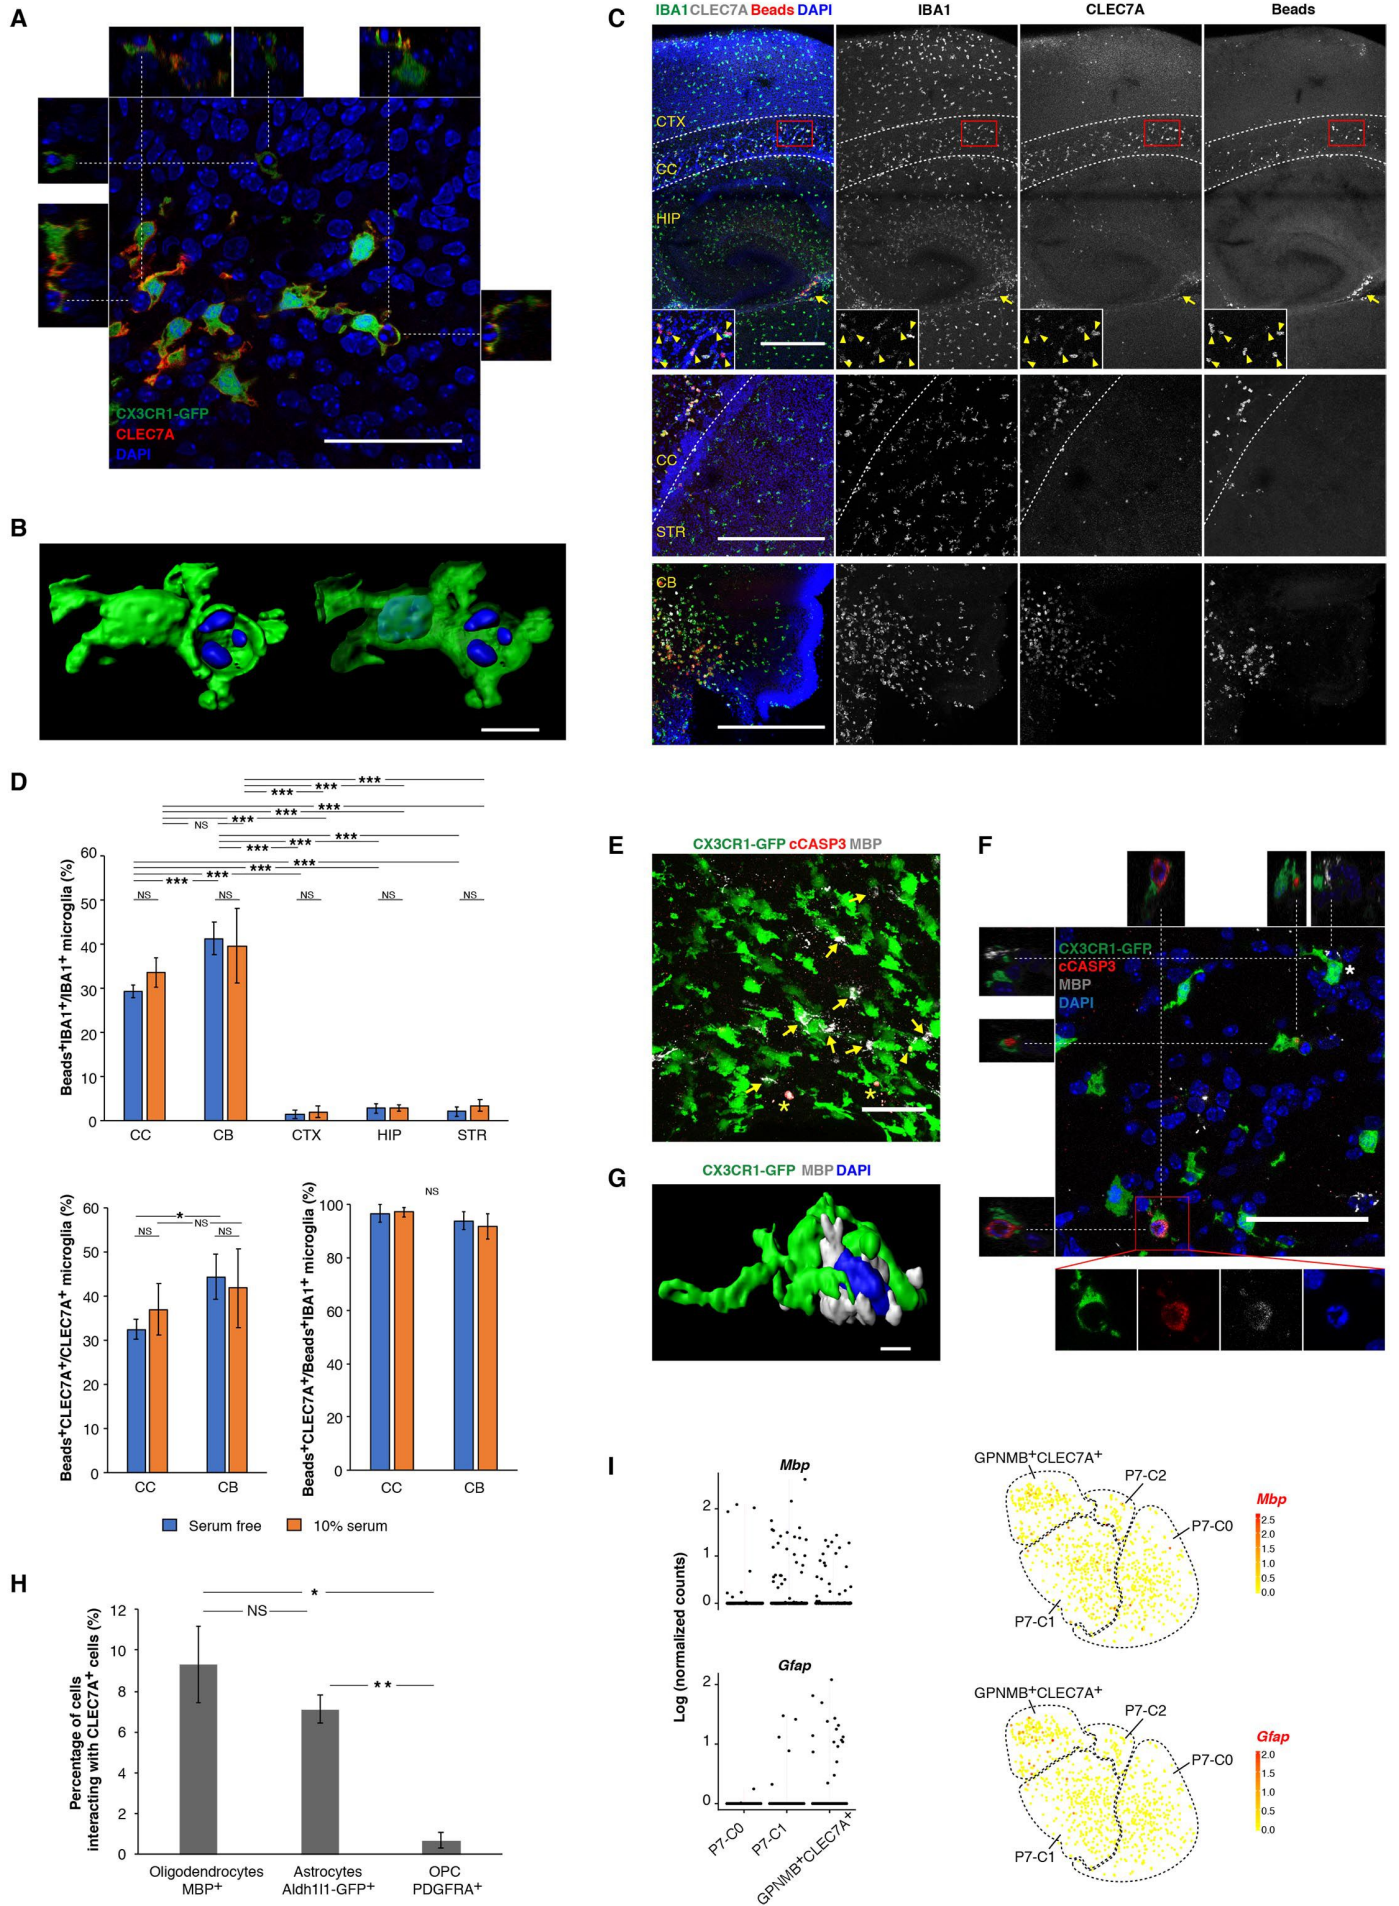 A
CX3CR1-GFP
CLEC7A
DAPI
B
C
IBA1 CLEC7A Beads DAPI
IBA1
CLEC7A
Beads
CTX
CC
HIP
CC
STR
CB
D
***
***
***
***
***
***
NS
***
***
***
***
***
***
***
NS
NS
NS
NS
NS
Beads+IBA1+/IBA1+ microglia (%)
60
50
40
30
20
10
0
CC
CB
CTX
HIP
STR
Beads+CLEC7A+/CLEC7A+ microglia (%)
60
50
40
30
20
10
0
*
NS
NS
NS
CC
CB
Beads+CLEC7A+/Beads+IBA1+ microglia (%)
100
80
60
40
20
0
NS
CC
CB
Serum free
10% serum
E
CX3CR1-GFP cCASP3 MBP
*
*
F
CX3CR1-GFP
cCASP3
MBP
DAPI
*
G
CX3CR1-GFP MBP DAPI
H
*
NS
**
Percentage of cells
interacting with CLEC7A+ cells (%)
12
10
8
6
4
2
0
Oligodendrocytes
MBP+
Astrocytes
Aldh1l1-GFP+
OPC
PDGFRA+
I
Log (normalized counts)
Mbp
2
1
0
Gfap
2
1
0
P7-C0
P7-C1
GPNMB+CLEC7A+
GPNMB+CLEC7A+
P7-C2
P7-C0
P7-C1
Mbp
2.5
2.0
1.5
1.0
0.5
0.0
GPNMB+CLEC7A+
P7-C2
P7-C0
P7-C1
Gfap
2.0
1.5
1.0
0.5
0.0